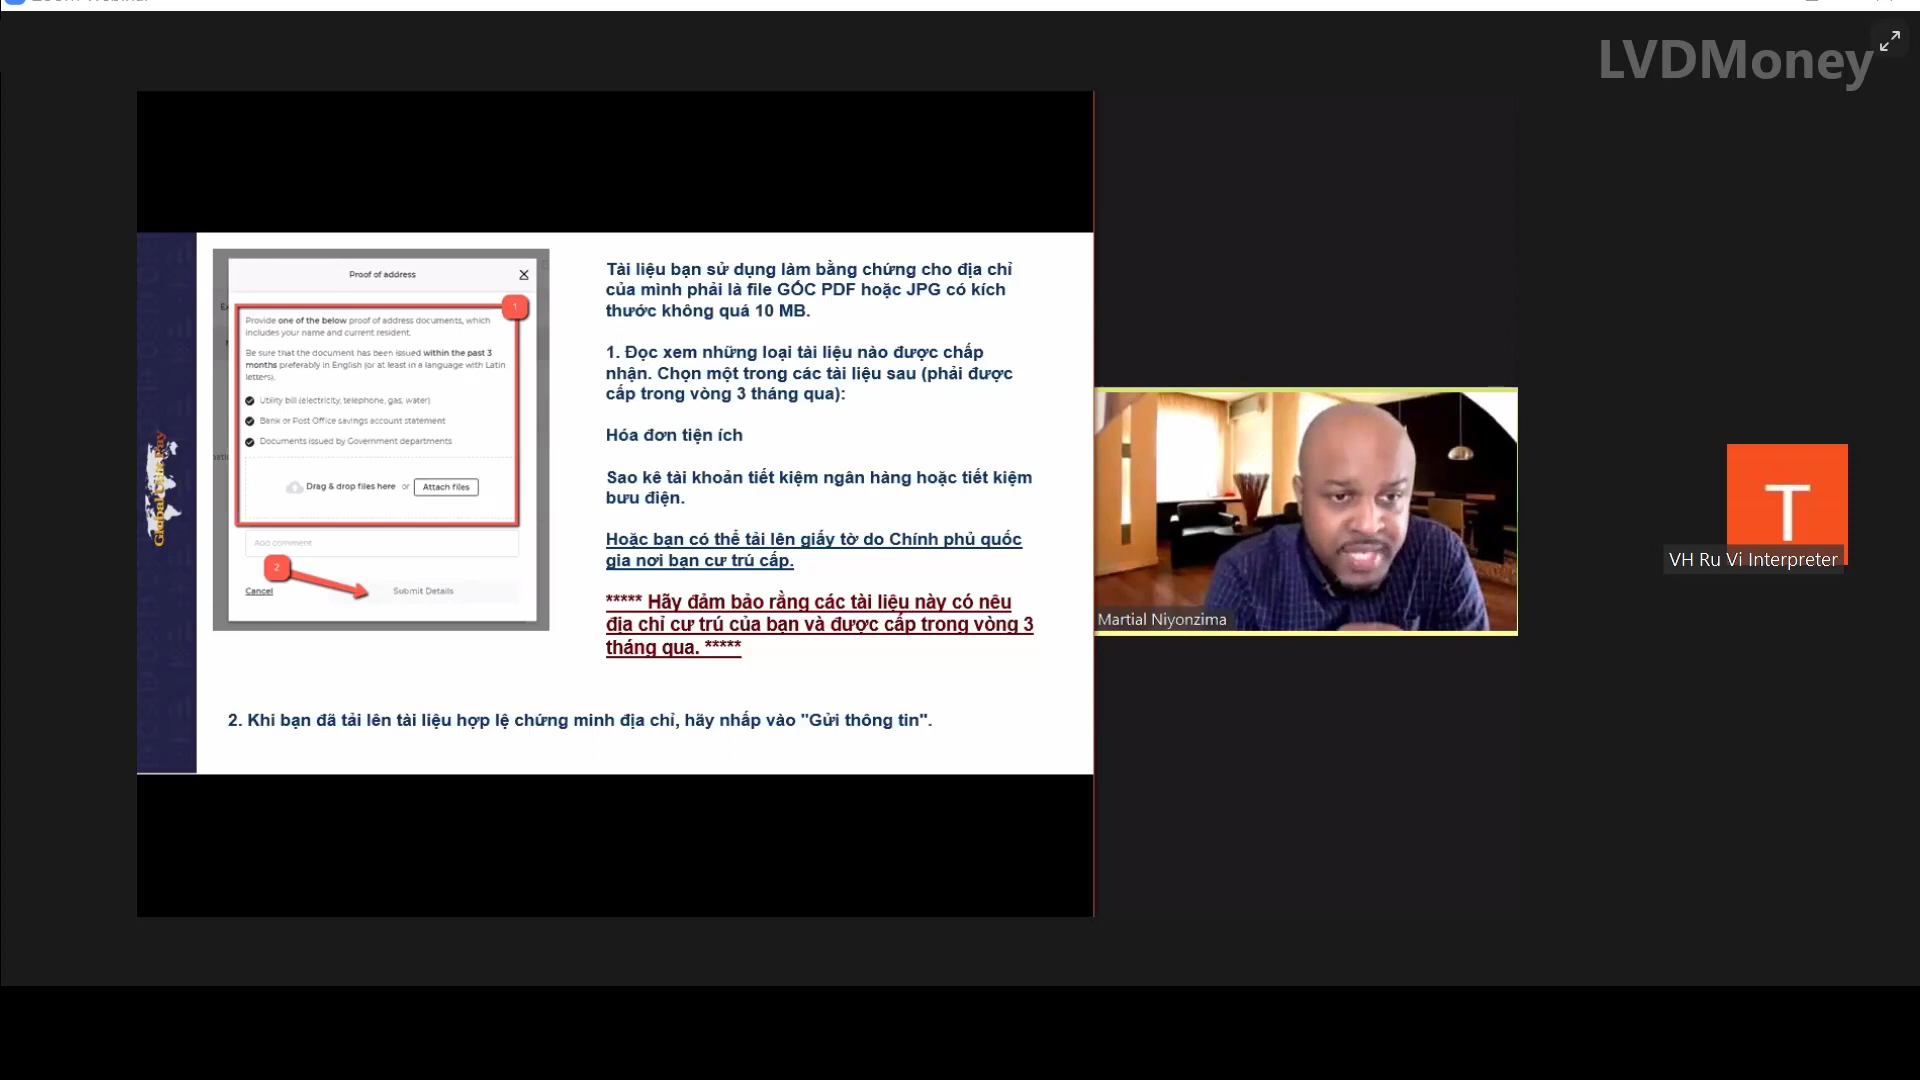 LVDMoney
Proof of address
X
1
Provide one of the below proof of address documents, which
includes your name and current resident.
Be sure that the document has been issued within the past 3
months preferably in English (or at least in a language with Latin
letters).
Utility bill (electricity, telephone, gas, water)
Bank or Post Office savings account statement
Documents issued by Government departments
Drag & drop files here or Attach files
Add comment
2
Cancel
Submit Details
Tài liệu bạn sử dụng làm bằng chứng cho địa chỉ
của mình phải là file GỐC PDF hoặc JPG có kích
thước không quá 10 MB.
1. Đọc xem những loại tài liệu nào được chấp
nhận. Chọn một trong các tài liệu sau (phải được
cấp trong vòng 3 tháng qua):
Hóa đơn tiện ích
Sao kê tài khoản tiết kiệm ngân hàng hoặc tiết kiệm
bưu điện.
Hoặc bạn có thể tải lên giấy tờ do Chính phủ quốc
gia nơi bạn cư trú cấp.
***** Hãy đảm bảo rằng các tài liệu này có nêu
địa chỉ cư trú của bạn và được cấp trong vòng 3
tháng qua. *****
2. Khi bạn đã tải lên tài liệu hợp lệ chứng minh địa chỉ, hãy nhấp vào "Gửi thông tin".
Martial Niyonzima
T
VH Ru Vi Interpreter